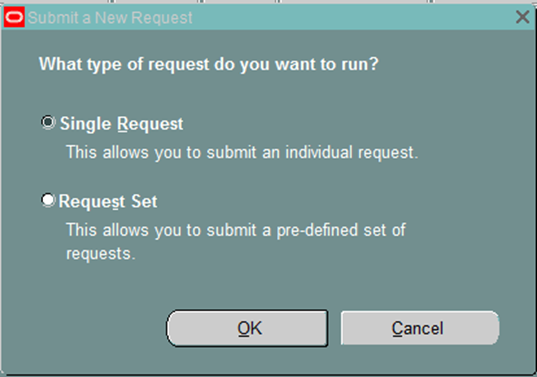 Submit a New Request
What type of request do you want to run?
Single Request
This allows you to submit an individual request.
Request Set
This allows you to submit a pre-defined set of
requests.
OK
Cancel